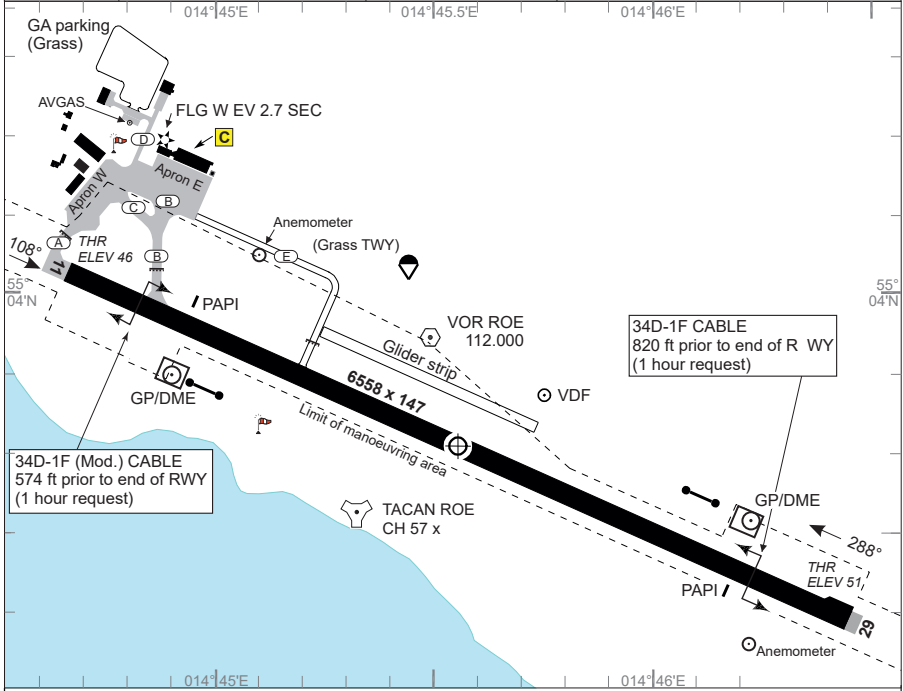 014°45'E
014°45.5'E
014°46'E
GA parking
(Grass)
AVGAS
FLG W EV 2.7 SEC
D
C
Apron E
Apron W
B
C
Anemometer
(Grass TWY)
A
THR
ELEV 46
B
E
108°
11
55°
04'N
55°
04'N
PAPI
VOR ROE
112.000
34D-1F CABLE
820 ft prior to end of R WY
(1 hour request)
Glider strip
GP/DME
6558 x 147
VDF
Limit of manoeuvring area
34D-1F (Mod.) CABLE
574 ft prior to end of RWY
(1 hour request)
TACAN ROE
CH 57 x
GP/DME
288°
THR
ELEV 51
PAPI
29
Anemometer
014°45'E
014°46'E